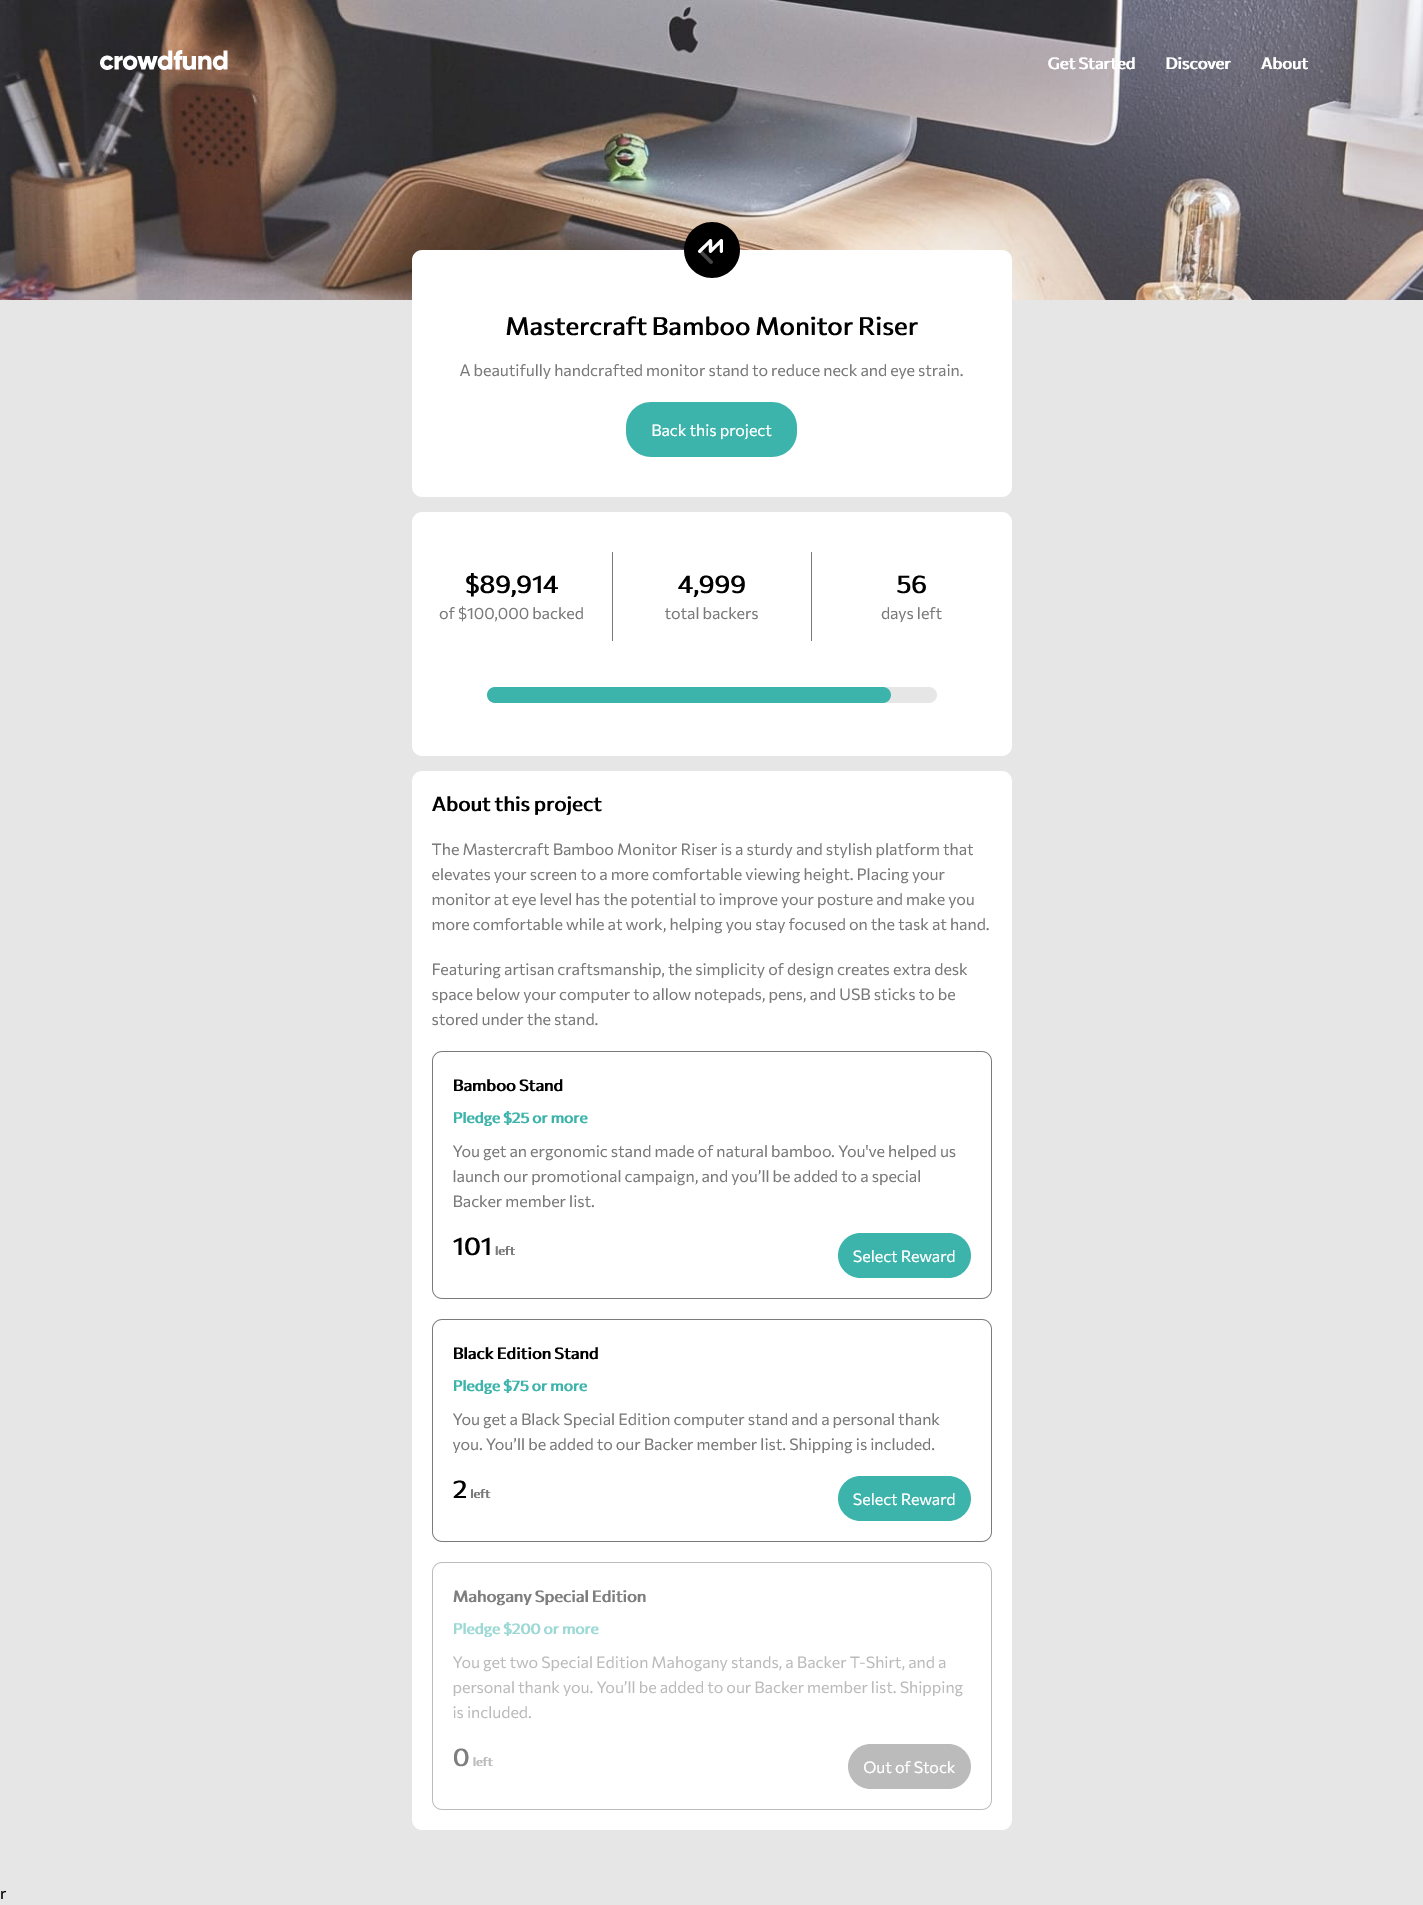 crowdfund
Get Started
Discover
About
Mastercraft Bamboo Monitor Riser
A beautifully handcrafted monitor stand to reduce neck and eye strain.
Back this project
$89,914
of $100,000 backed
4,999
total backers
56
days left
About this project
The Mastercraft Bamboo Monitor Riser is a sturdy and stylish platform that
elevates your screen to a more comfortable viewing height. Placing your
monitor at eye level has the potential to improve your posture and make you
more comfortable while at work, helping you stay focused on the task at hand.
Featuring artisan craftsmanship, the simplicity of design creates extra desk
space below your computer to allow notepads, pens, and USB sticks to be
stored under the stand.
Bamboo Stand
Pledge $25 or more
You get an ergonomic stand made of natural bamboo. You've helped us
launch our promotional campaign, and you’ll be added to a special
Backer member list.
101 left
Select Reward
Black Edition Stand
Pledge $75 or more
You get a Black Special Edition computer stand and a personal thank
you. You’ll be added to our Backer member list. Shipping is included.
2 left
Select Reward
Mahogany Special Edition
Pledge $200 or more
You get two Special Edition Mahogany stands, a Backer T-Shirt, and a
personal thank you. You’ll be added to our Backer member list. Shipping
is included.
0 left
Out of Stock
r